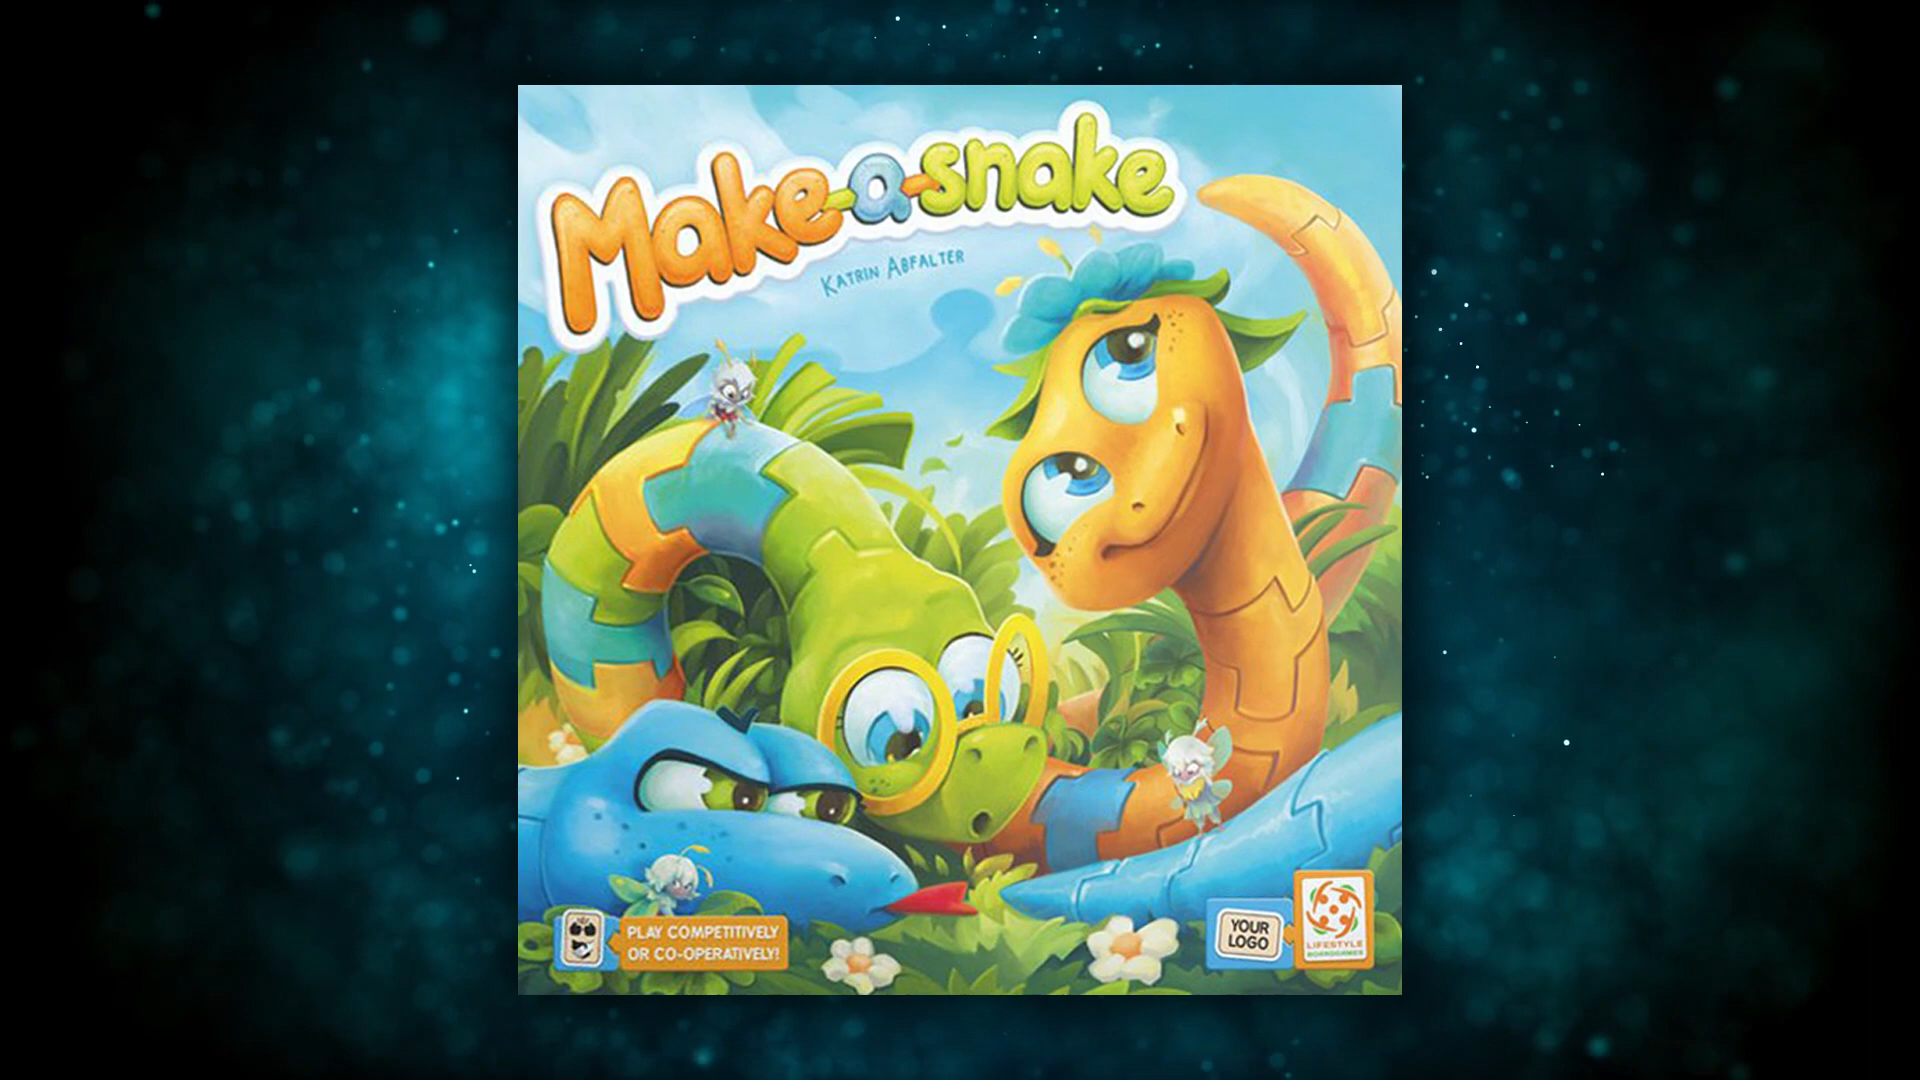 Make-a-snake
KATRIN ABFALTER
PLAY COMPETITIVELY
OR CO-OPERATIVELY!
YOUR
LOGO
LIFESTYLE
BOARDGAMES